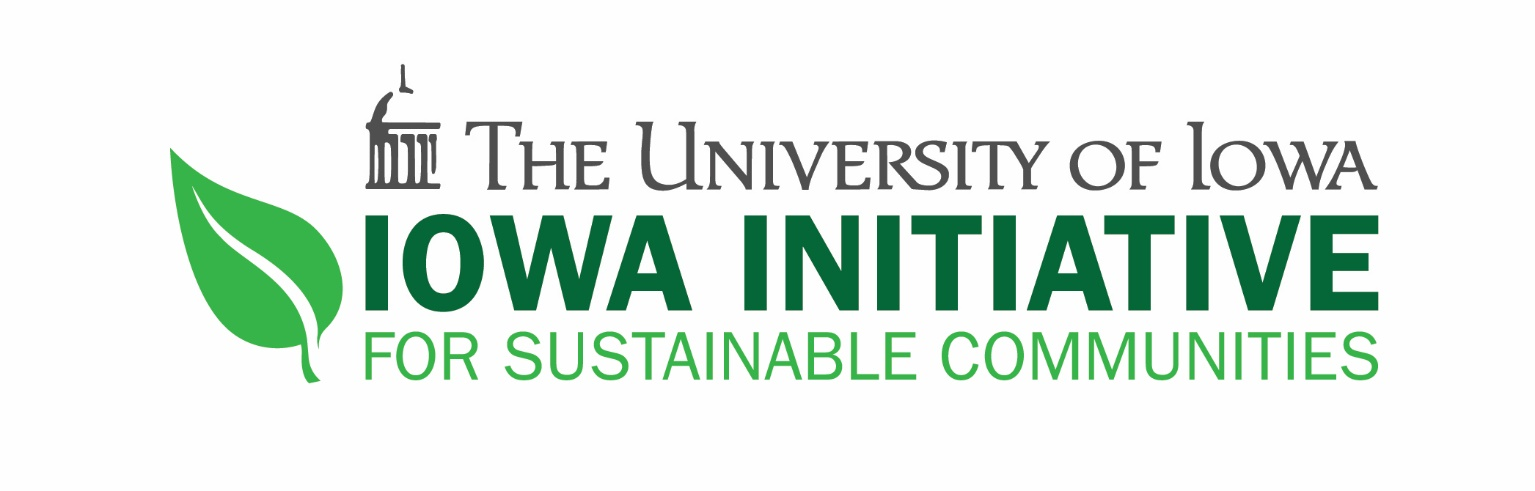 THE UNIVERSITY OF IOWA
IOWA INITIATIVE
FOR SUSTAINABLE COMMUNITIES